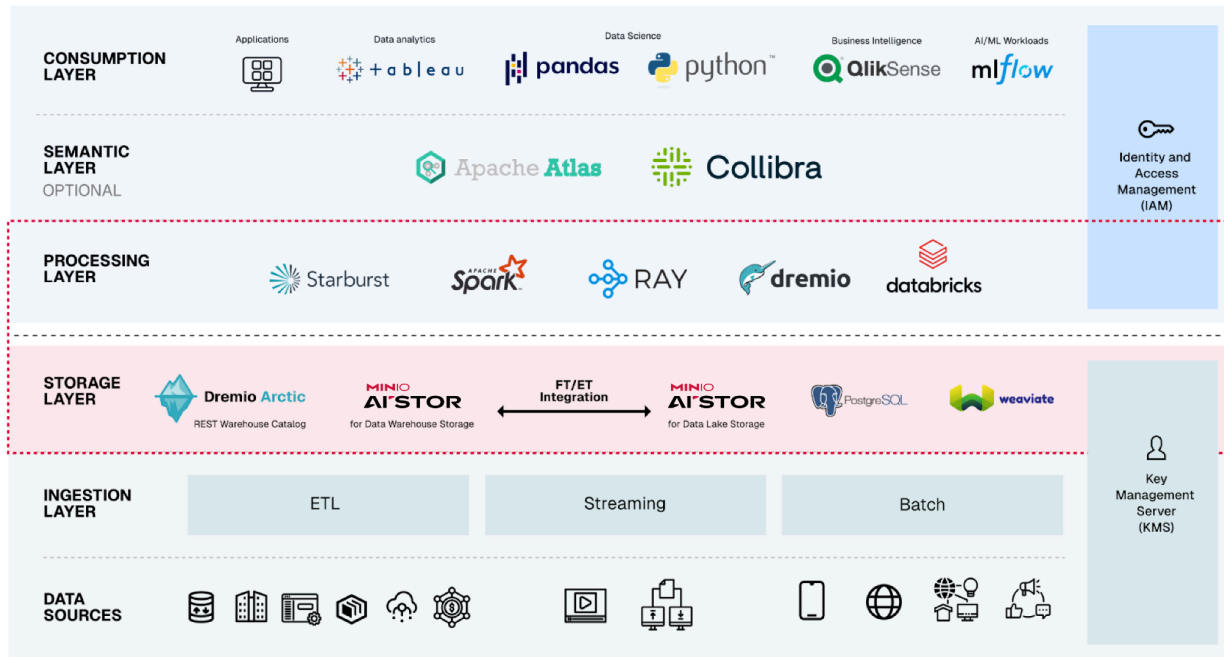 Applications
Data analytics
Data Science
Business Intelligence
AI/ML Workloads
CONSUMPTION
LAYER
+ a b l e a u
pandas
python™
QlikSense
mlflow
SEMANTIC
LAYER
OPTIONAL
Apache Atlas
Collibra
Identity and
Access
Management
(IAM)
PROCESSING
LAYER
Starburst
APACHE
Spark™
RAY
dremio
databricks
STORAGE
LAYER
Dremio Arctic
REST Warehouse Catalog
MINIO
AISTOR
for Data Warehouse Storage
FT/ET
Integration
MINIO
AISTOR
for Data Lake Storage
PostgreSQL
weaviate
INGESTION
LAYER
ETL
Streaming
Batch
Key
Management
Server
(KMS)
DATA
SOURCES